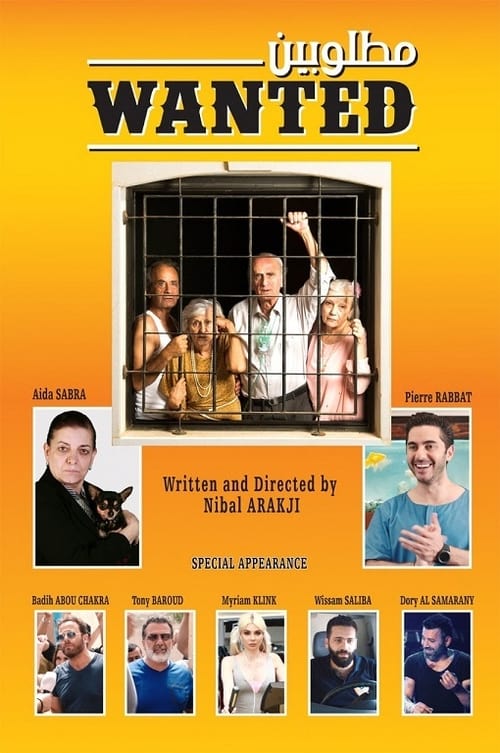 مطلوبين
WANTED
Aida SABRA
Pierre RABBAT
Written and Directed by
Nibal ARAKJI
SPECIAL APPEARANCE
Badih ABOU CHAKRA
Tony BAROUD
Myriam KLINK
Wissam SALIBA
Dory AL SAMARANY